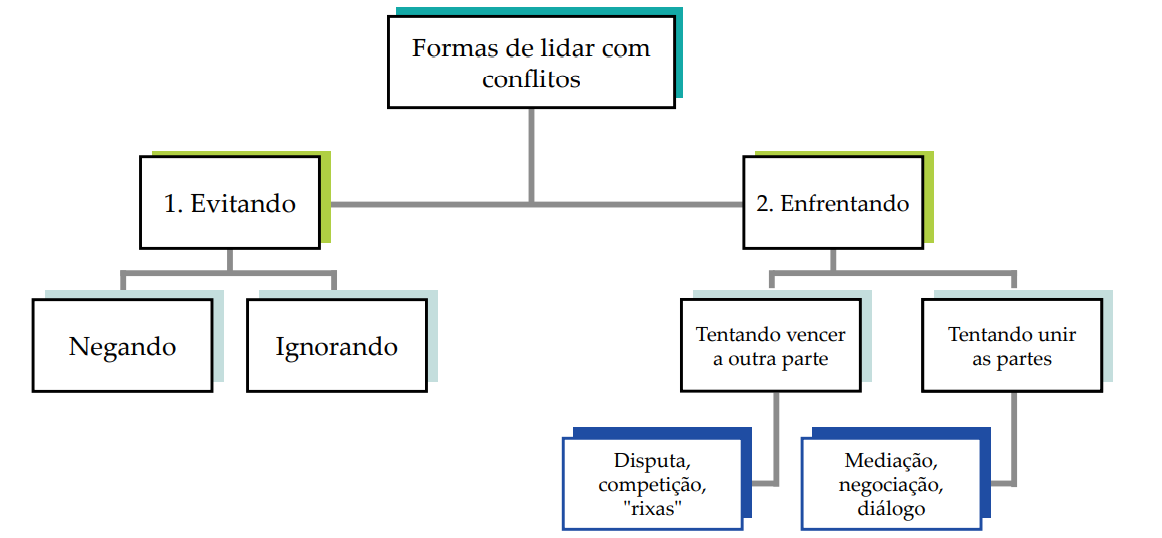 Formas de lidar com
conflitos
1. Evitando
2. Enfrentando
Negando
Ignorando
Tentando vencer
a outra parte
Tentando unir
as partes
Disputa,
competição,
"rixas"
Mediação,
negociação,
diálogo